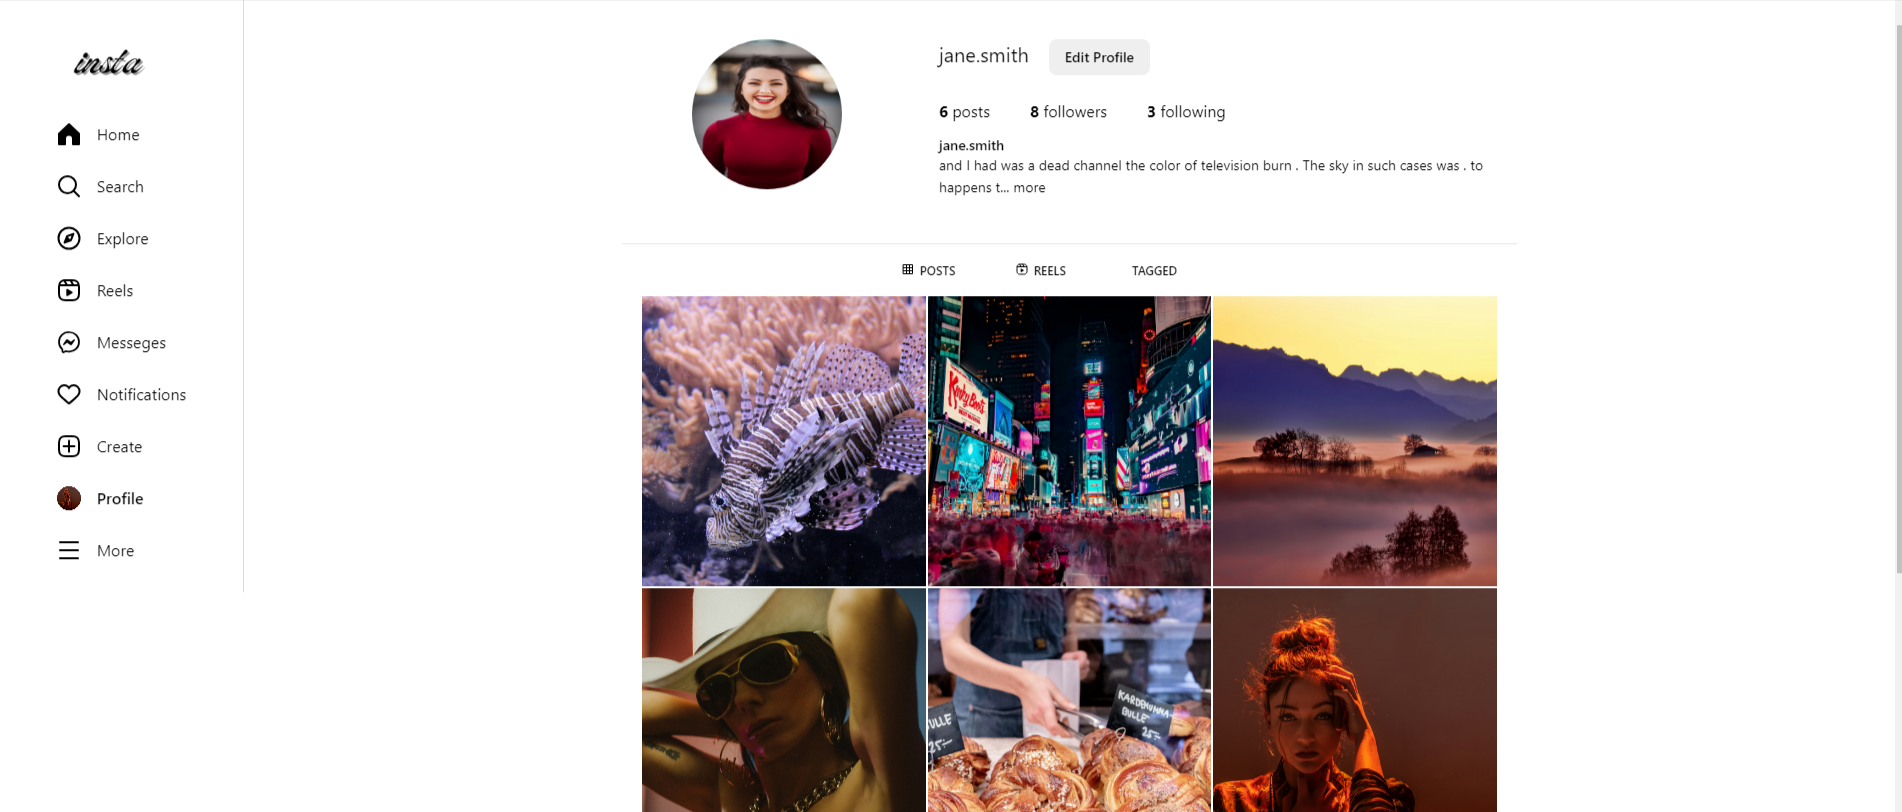 insta
Home
Search
Explore
Reels
Messeges
Notifications
Create
Profile
More
jane.smith Edit Profile
6 posts 8 followers 3 following
jane.smith
and I had was a dead channel the color of television burn . The sky in such cases was . to
happens t... more
POSTS REELS TAGGED
Kinky Boots
KARDEMUMMA-
BULLE
25:-
BULLE
25:-